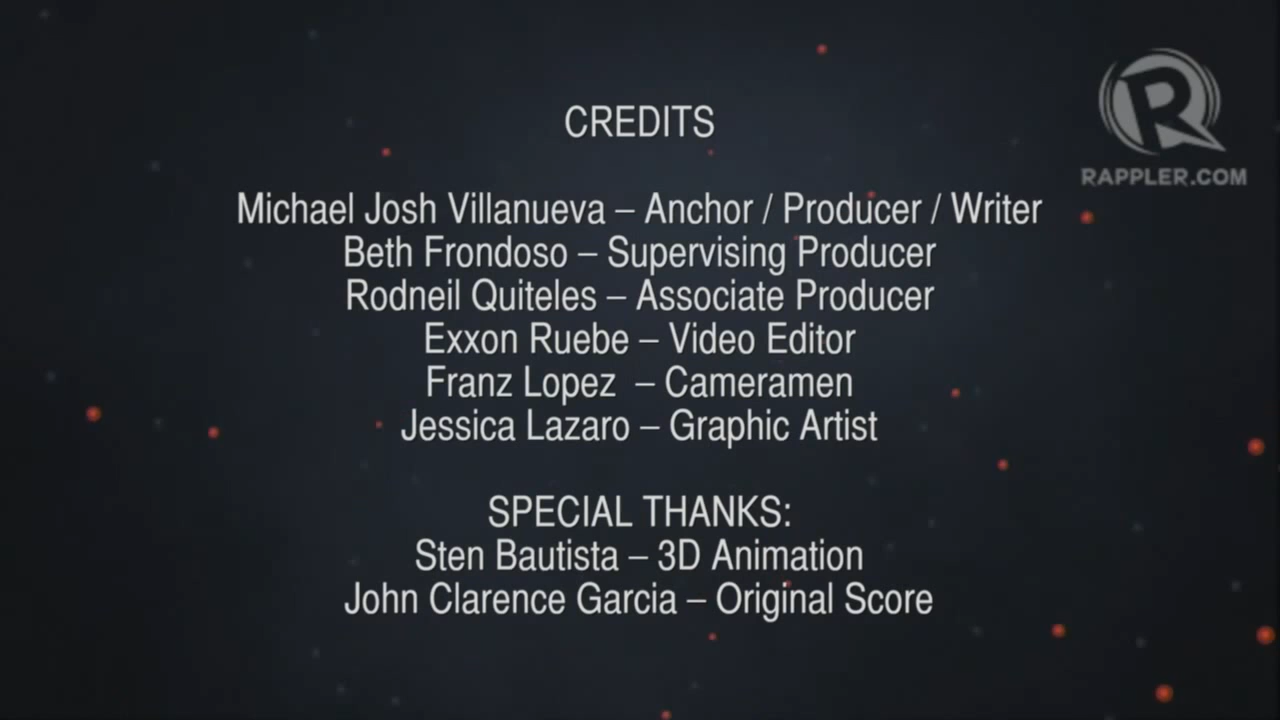 CREDITS
RAPPLER.COM
Michael Josh Villanueva – Anchor / Producer / Writer
Beth Frondoso – Supervising Producer
Rodneil Quiteles – Associate Producer
Exxon Ruebe – Video Editor
Franz Lopez  – Cameramen
Jessica Lazaro – Graphic Artist
SPECIAL THANKS:
Sten Bautista – 3D Animation
John Clarence Garcia – Original Score